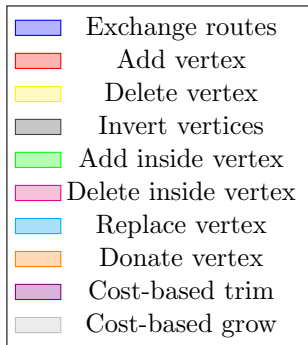 Exchange routes
Add vertex
Delete vertex
Invert vertices
Add inside vertex
Delete inside vertex
Replace vertex
Donate vertex
Cost-based trim
Cost-based grow